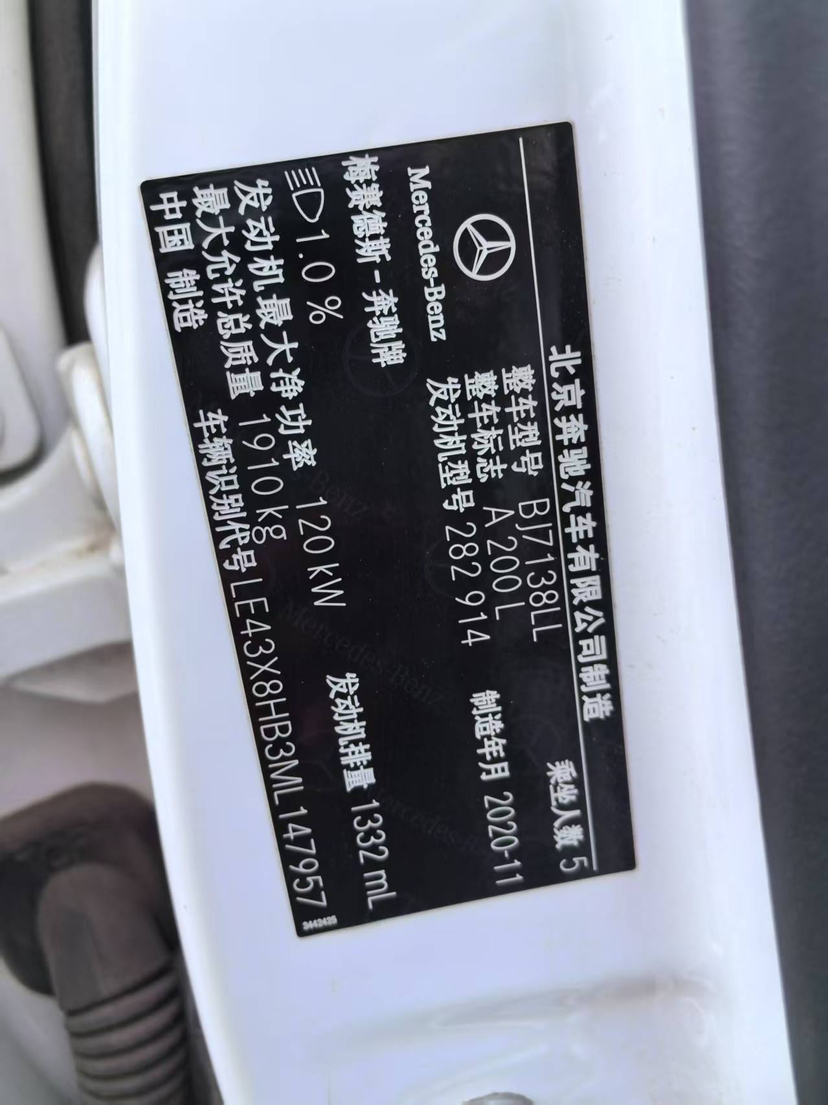 北京奔驰汽车有限公司制造
整车型号 BJ7138LL 乘坐人数 5
整车标志 A 200 L
发动机型号 282 914 制造年月 2020-11
Mercedes-Benz
梅赛德斯-奔驰牌
1.0 %
发动机最大净功率 120 kW 发动机排量 1332 mL
最大允许总质量 1910 kg
中国 制造 车辆识别代号 LE43X8HB3ML147957
3442425